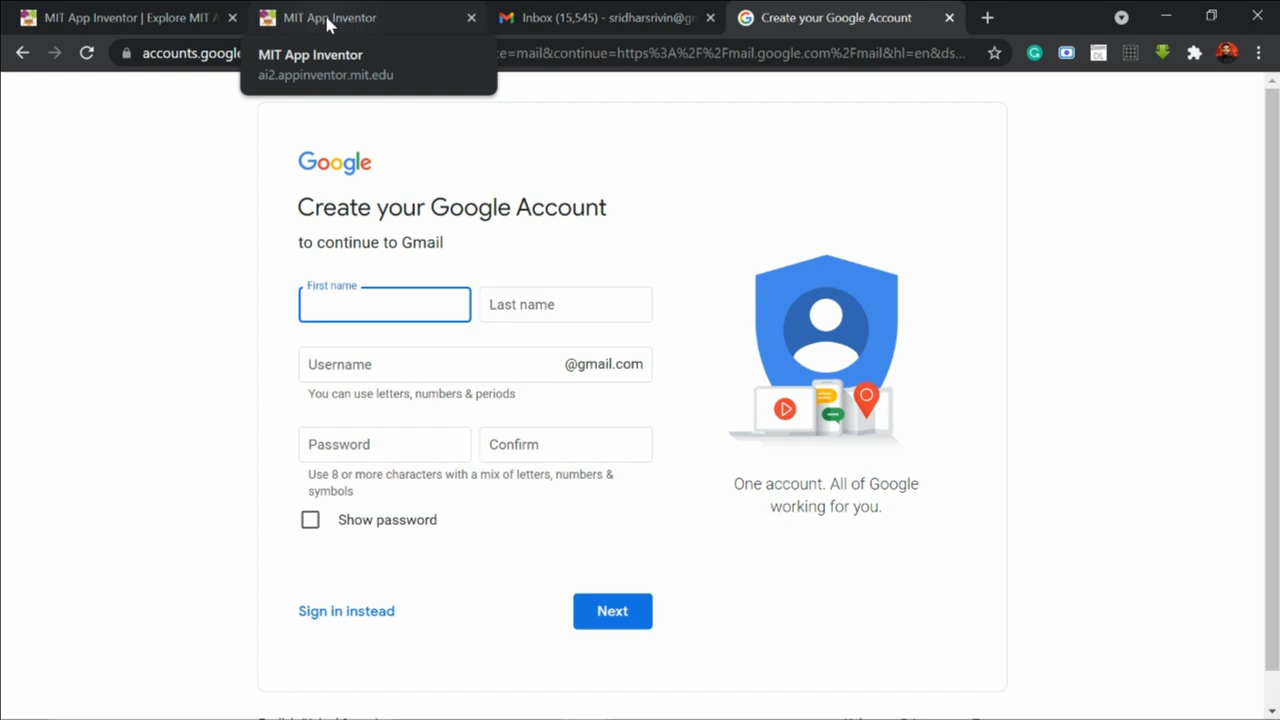 MIT App Inventor | Explore MIT A
MIT App Inventor
Inbox (15,545) - sridharsrivin@gm
Create your Google Account
accounts.google
e=mail&continue=https%3A%2F%2Fmail.google.com%2Fmail&hl=en&ds...
MIT App Inventor
ai2.appinventor.mit.edu
Google
Create your Google Account
to continue to Gmail
First name
Last name
Username
@gmail.com
You can use letters, numbers & periods
Password
Confirm
Use 8 or more characters with a mix of letters, numbers &
symbols
Show password
Sign in instead
Next
One account. All of Google
working for you.